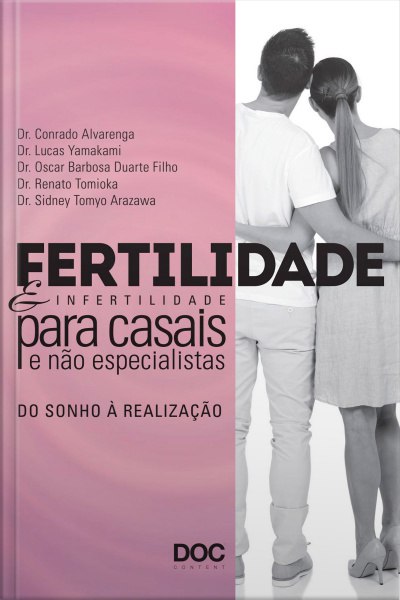 Dr. Conrado Alvarenga
Dr. Lucas Yamakami
Dr. Oscar Barbosa Duarte Filho
Dr. Renato Tomioka
Dr. Sidney Tomyo Arazawa
FERTILIDADE
E INFERTILIDADE
para casais
e não especialistas
DO SONHO À REALIZAÇÃO
DOC
CONTENT